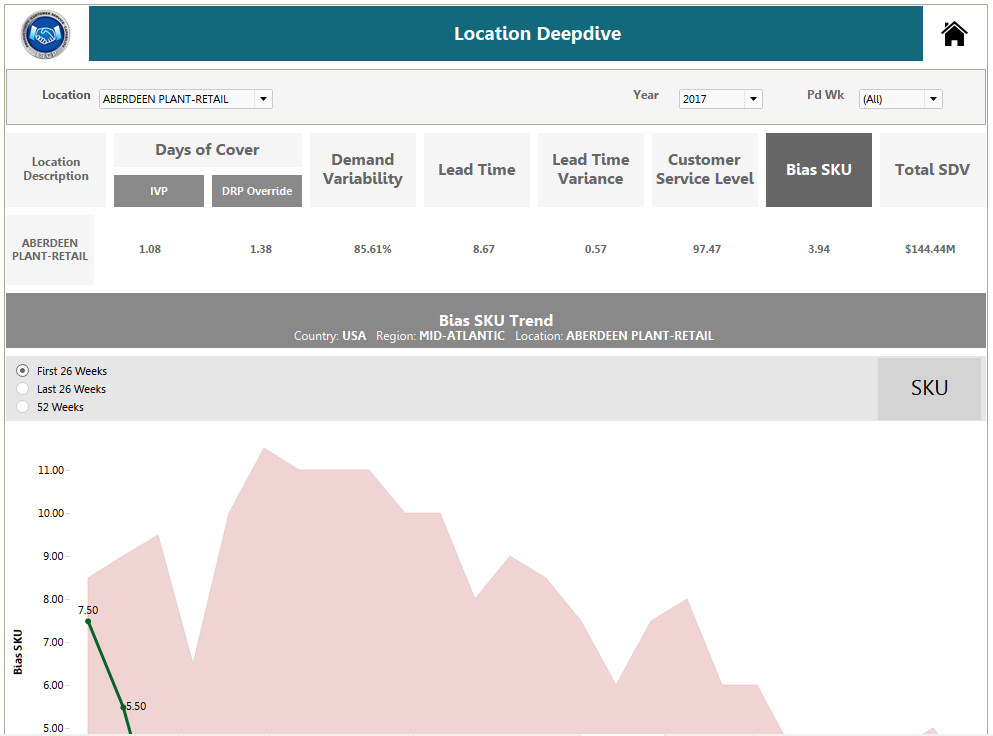 Location Deepdive
Location ABERDEEN PLANT-RETAIL Year 2017 Pd Wk (All)
Location Description
Days of Cover
IVP
DRP Override
Demand Variability
Lead Time
Lead Time Variance
Customer Service Level
Bias SKU
Total SDV
ABERDEEN PLANT-RETAIL
1.08 1.38 85.61% 8.67 0.57 97.47 3.94 $144.44M
Bias SKU Trend
Country: USA Region: MID-ATLANTIC Location: ABERDEEN PLANT-RETAIL
First 26 Weeks
Last 26 Weeks
52 Weeks
SKU
Bias SKU
11.00
10.00
9.00
8.00
7.00
6.00
5.00
7.50
5.50